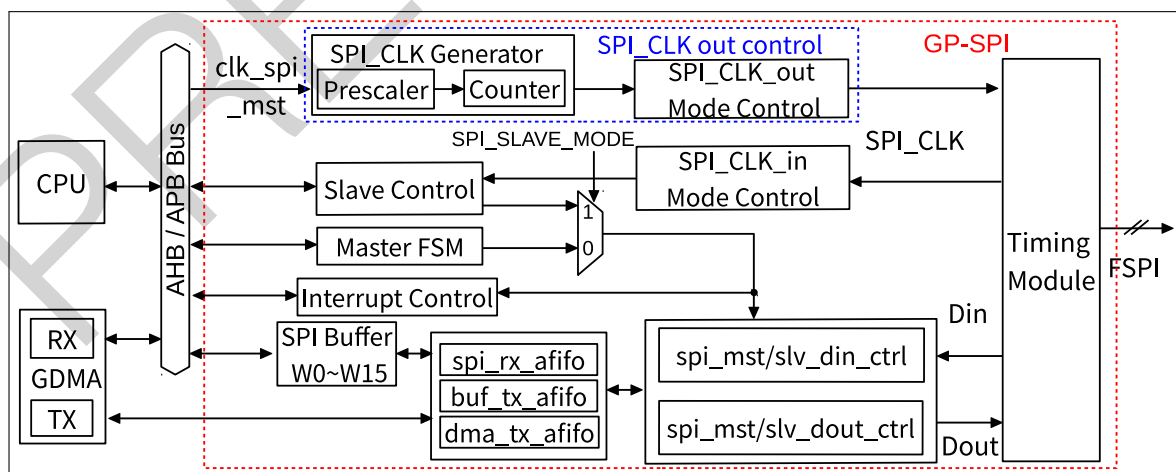 PRE
SPI_CLK out control
GP-SPI
clk_spi
_mst
SPI_CLK Generator
Prescaler
Counter
SPI_CLK_out
Mode Control
SPI_SLAVE_MODE
SPI_CLK
CPU
AHB / APB Bus
Slave Control
SPI_CLK_in
Mode Control
1
0
Master FSM
Timing
Module
FSPI
Interrupt Control
RX
GDMA
TX
SPI Buffer
W0~W15
spi_rx_afifo
buf_tx_afifo
dma_tx_afifo
spi_mst/slv_din_ctrl
spi_mst/slv_dout_ctrl
Din
Dout